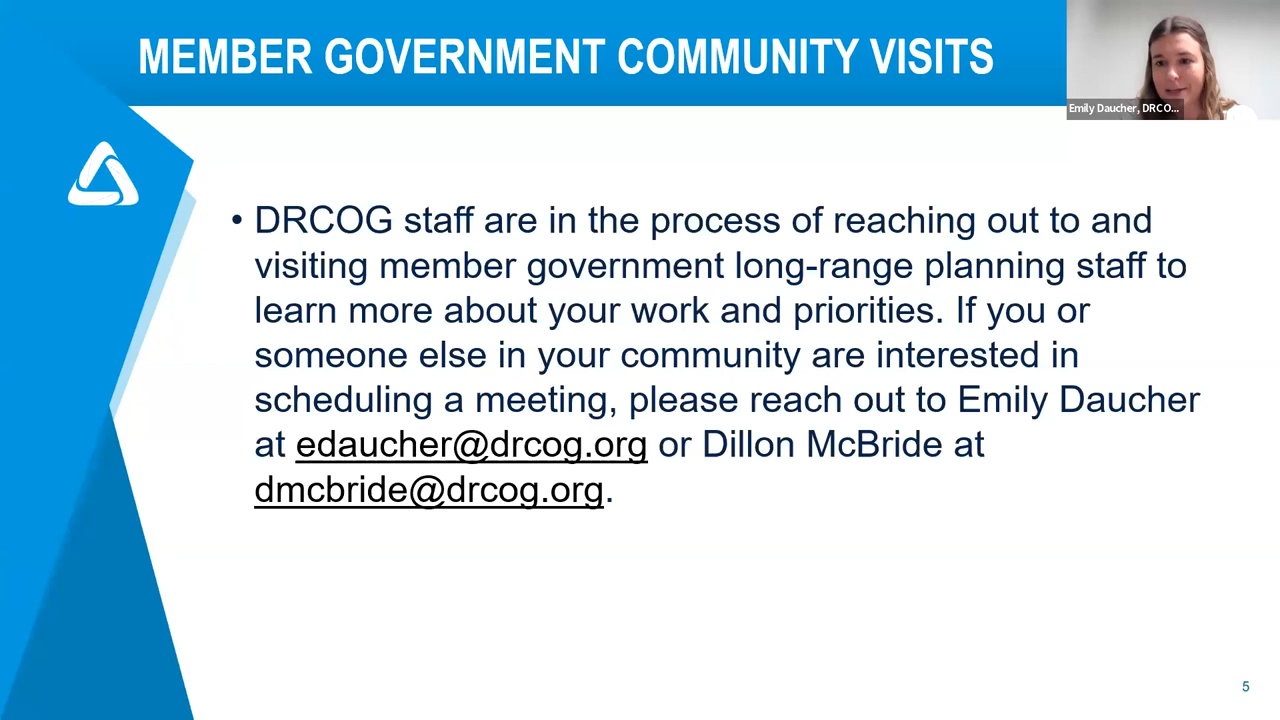 MEMBER GOVERNMENT COMMUNITY VISITS
Emily Daucher, DRCO...
• DRCOG staff are in the process of reaching out to and
visiting member government long-range planning staff to
learn more about your work and priorities. If you or
someone else in your community are interested in
scheduling a meeting, please reach out to Emily Daucher
at edaucher@drcog.org or Dillon McBride at
dmcbride@drcog.org.
5